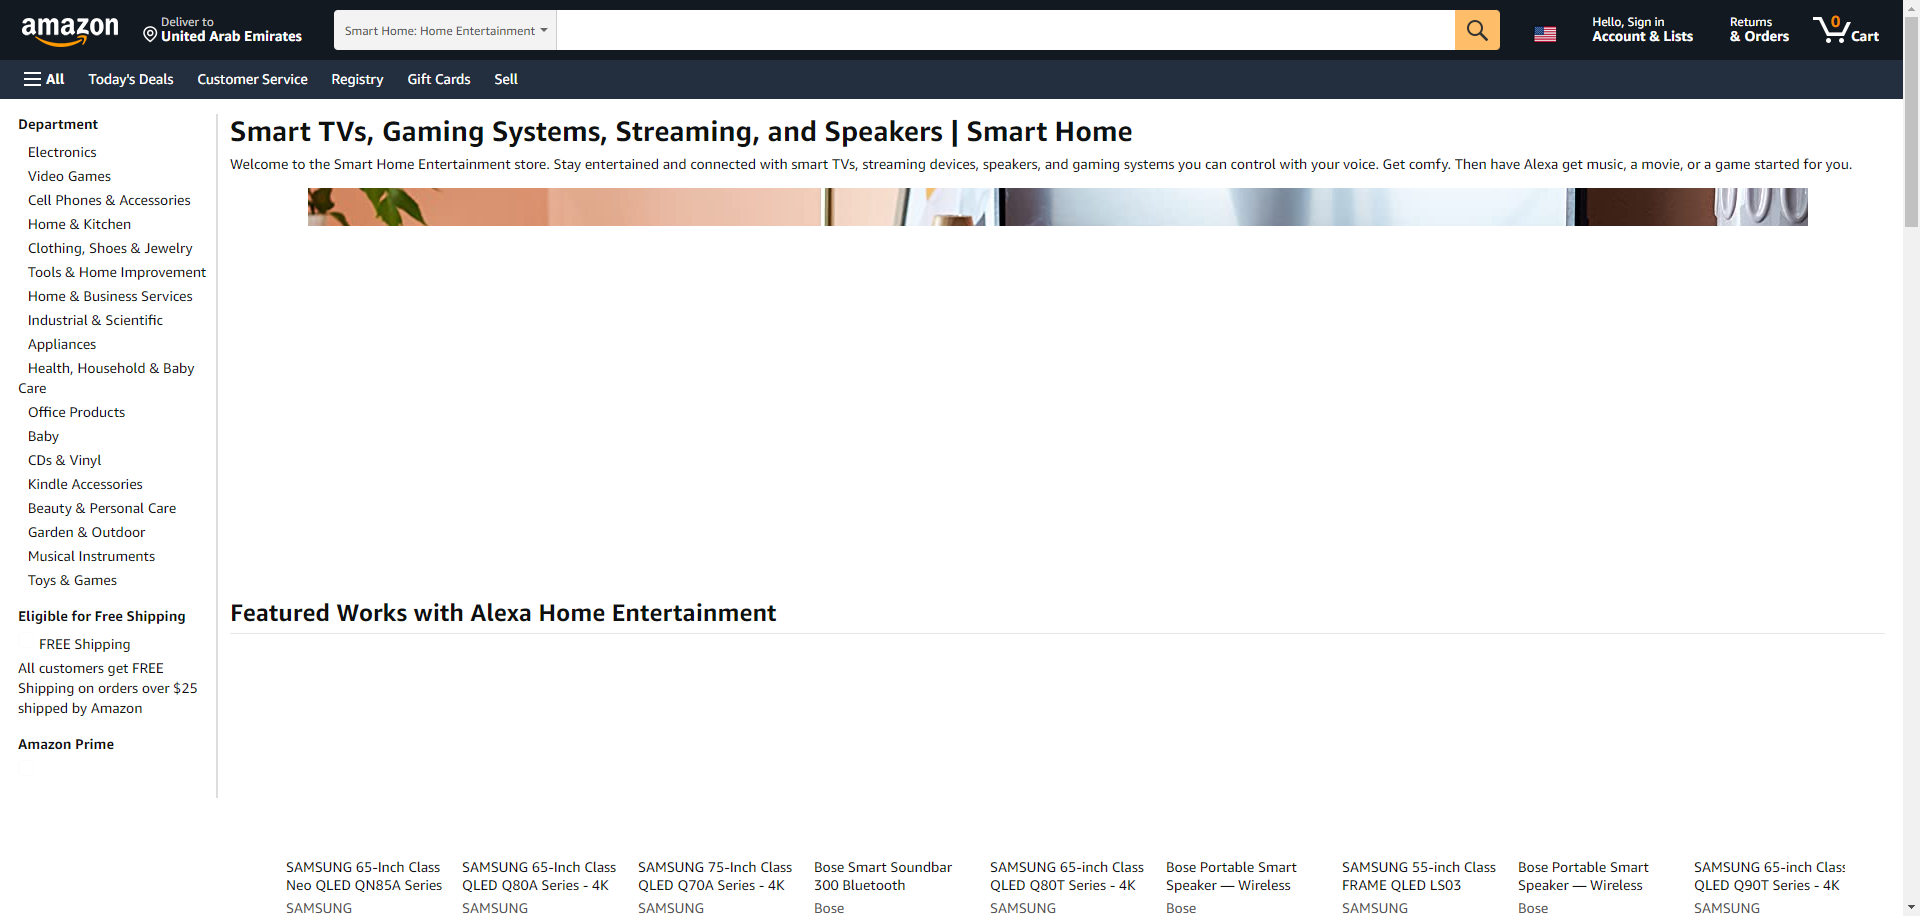 amazon
Deliver to
United Arab Emirates
Smart Home: Home Entertainment
Hello, Sign in
Account & Lists
Returns
& Orders
0
Cart
All
Today's Deals
Customer Service
Registry
Gift Cards
Sell
Department
Electronics
Video Games
Cell Phones & Accessories
Home & Kitchen
Clothing, Shoes & Jewelry
Tools & Home Improvement
Home & Business Services
Industrial & Scientific
Appliances
Health, Household & Baby
Care
Office Products
Baby
CDs & Vinyl
Kindle Accessories
Beauty & Personal Care
Garden & Outdoor
Musical Instruments
Toys & Games
Eligible for Free Shipping
FREE Shipping
All customers get FREE
Shipping on orders over $25
shipped by Amazon
Amazon Prime
Smart TVs, Gaming Systems, Streaming, and Speakers | Smart Home
Welcome to the Smart Home Entertainment store. Stay entertained and connected with smart TVs, streaming devices, speakers, and gaming systems you can control with your voice. Get comfy. Then have Alexa get music, a movie, or a game started for you.
Featured Works with Alexa Home Entertainment
SAMSUNG 65-Inch Class
Neo QLED QN85A Series
SAMSUNG
SAMSUNG 65-Inch Class
QLED Q80A Series - 4K
SAMSUNG
SAMSUNG 75-Inch Class
QLED Q70A Series - 4K
SAMSUNG
Bose Smart Soundbar
300 Bluetooth
Bose
SAMSUNG 65-inch Class
QLED Q80T Series - 4K
SAMSUNG
Bose Portable Smart
Speaker — Wireless
Bose
SAMSUNG 55-inch Class
FRAME QLED LS03
SAMSUNG
Bose Portable Smart
Speaker — Wireless
Bose
SAMSUNG 65-inch Class
QLED Q90T Series - 4K
SAMSUNG